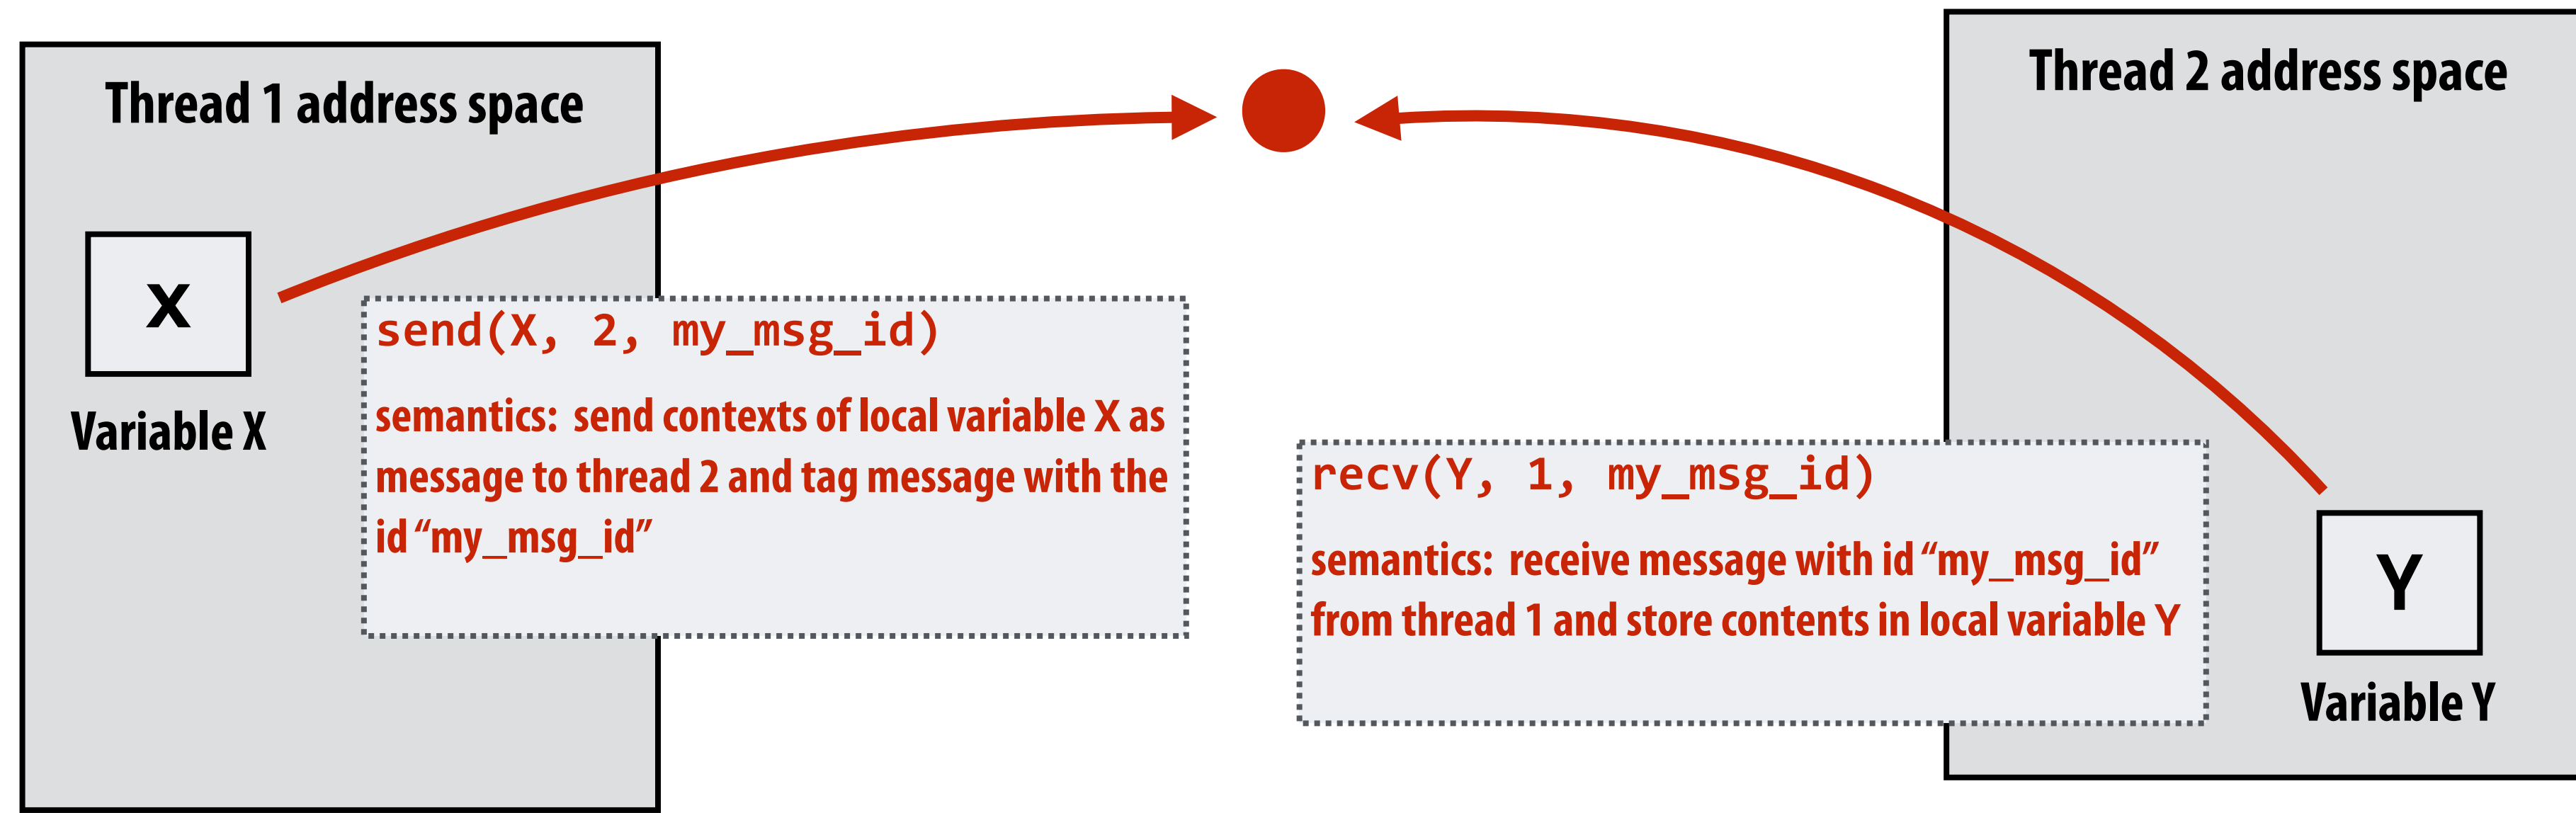 Thread 1 address space
X
Variable X
send(X, 2, my_msg_id)
semantics: send contexts of local variable X as
message to thread 2 and tag message with the
id “my_msg_id”
recv(Y, 1, my_msg_id)
semantics: receive message with id “my_msg_id”
from thread 1 and store contents in local variable Y
Thread 2 address space
Y
Variable Y